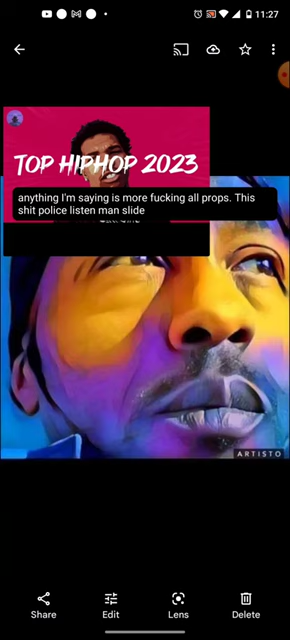 11:27
TOP HIPHOP 2023
anything I'm saying is more fucking all props. This
shit police listen man slide
ARTISTO
Share
Edit
Lens
Delete